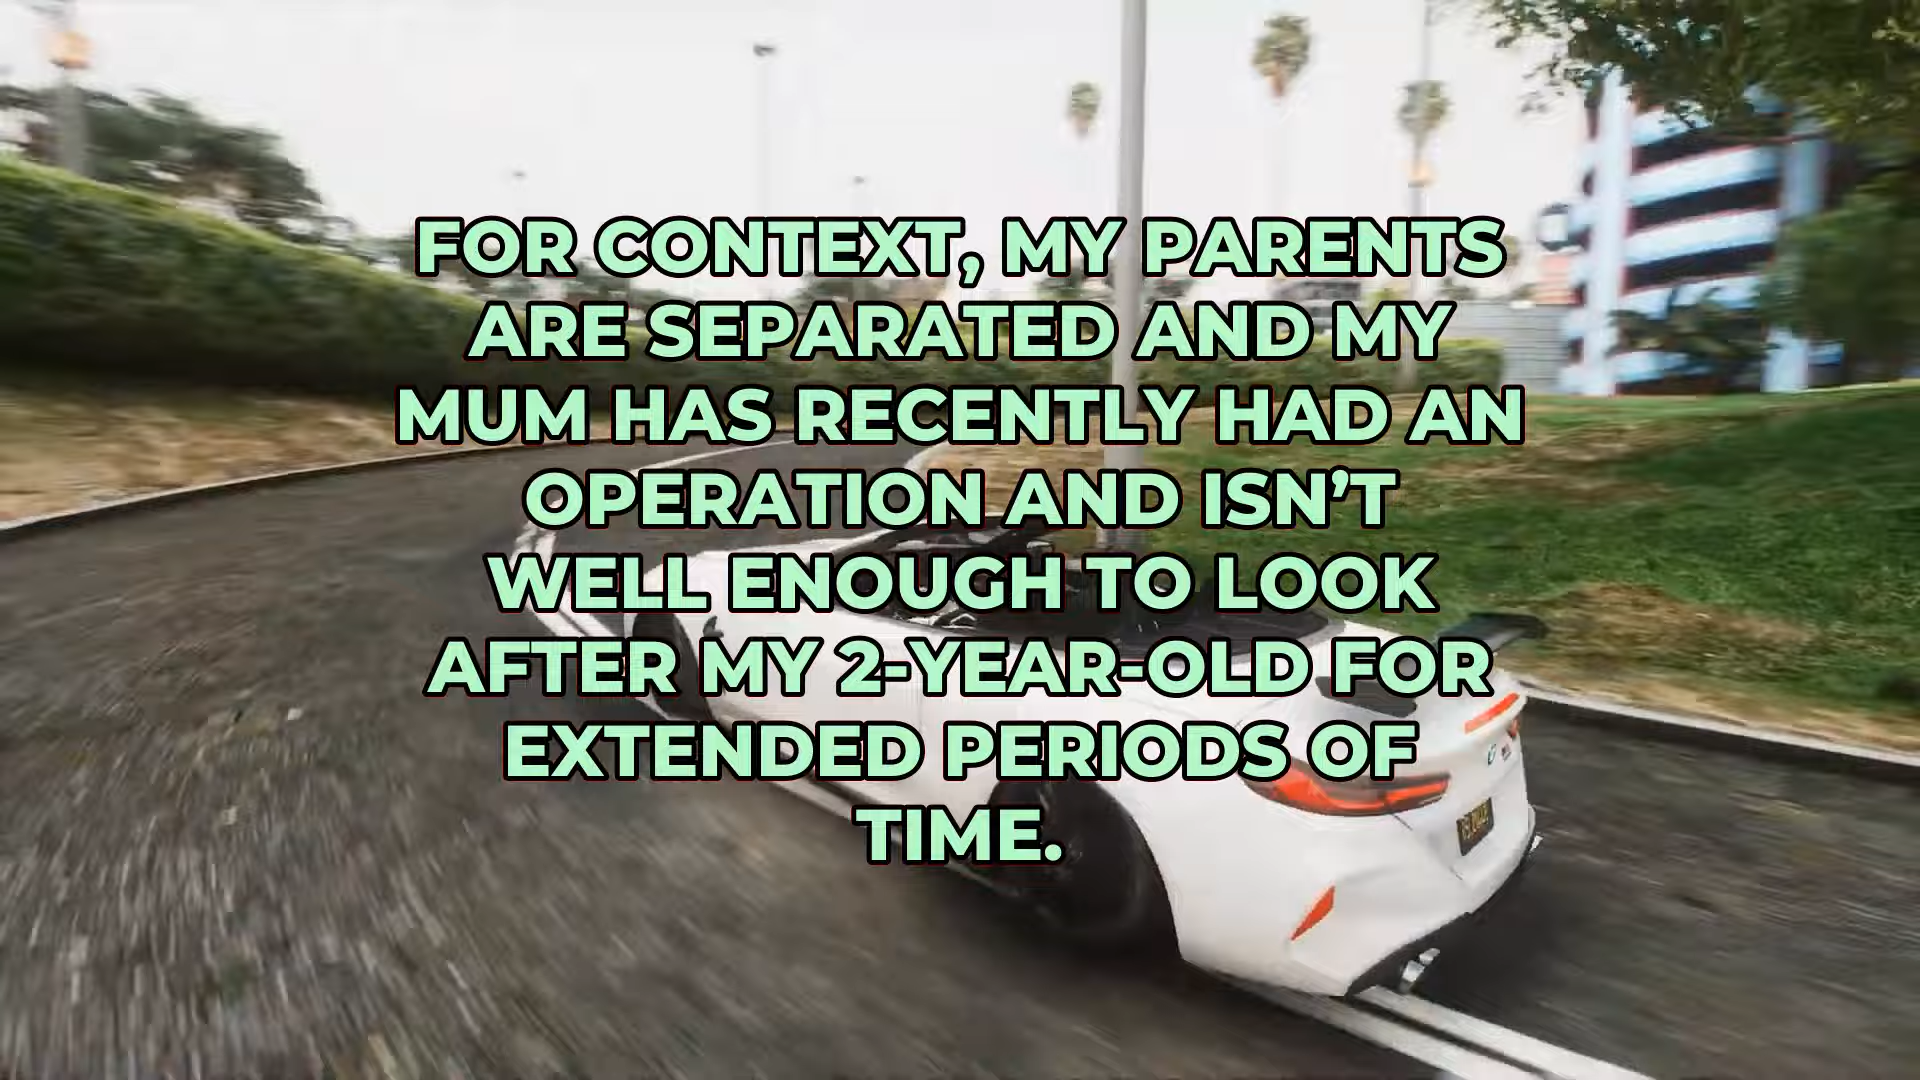 FOR CONTEXT, MY PARENTS
ARE SEPARATED AND MY
MUM HAS RECENTLY HAD AN
OPERATION AND ISN’T
WELL ENOUGH TO LOOK
AFTER MY 2-YEAR-OLD FOR
EXTENDED PERIODS OF
TIME.